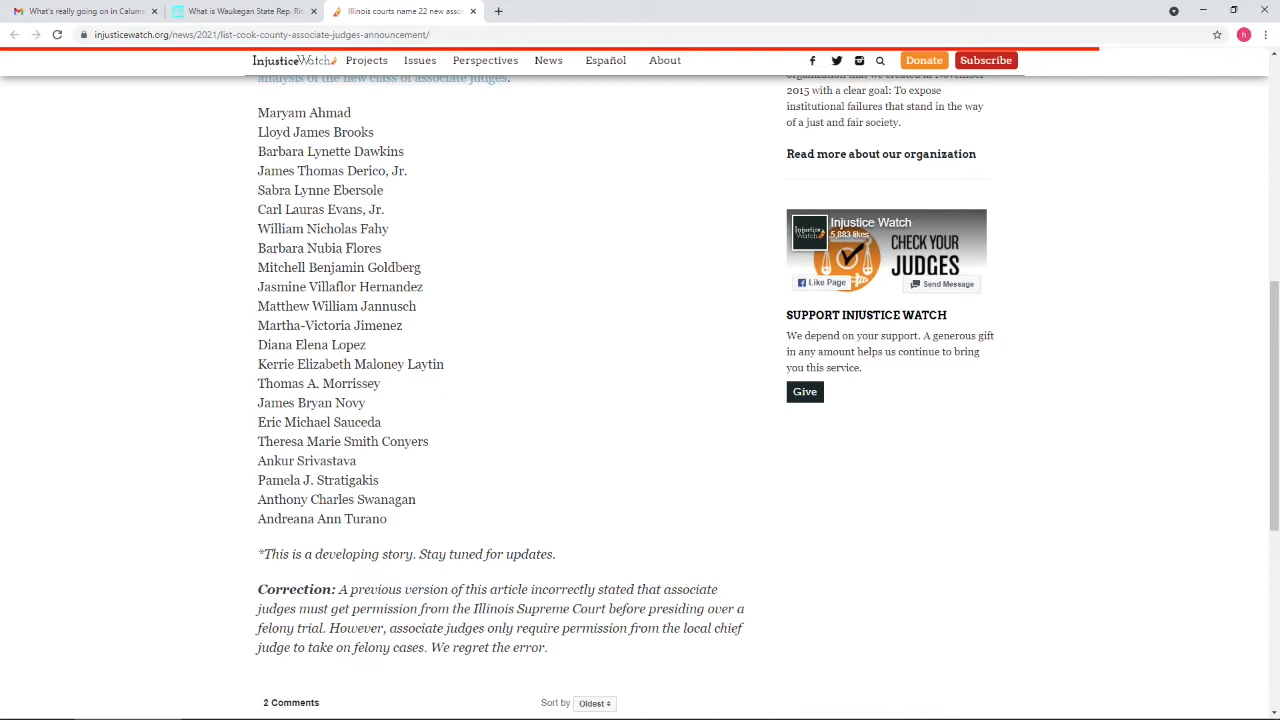 What's really going on in Calume
What is Waukegan State Rep. Rit
Illinois courts name 22 new asso
injusticewatch.org/news/2021/list-cook-county-associate-judges-announcement/
h
InjusticeWatch
Projects
Issues
Perspectives
News
Español
About
Donate
Subscribe
analysis of the new class of associate judges.
Maryam Ahmad
Lloyd James Brooks
Barbara Lynette Dawkins
James Thomas Derico, Jr.
Sabra Lynne Ebersole
Carl Lauras Evans, Jr.
William Nicholas Fahy
Barbara Nubia Flores
Mitchell Benjamin Goldberg
Jasmine Villaflor Hernandez
Matthew William Jannusch
Martha-Victoria Jimenez
Diana Elena Lopez
Kerrie Elizabeth Maloney Laytin
Thomas A. Morrissey
James Bryan Novy
Eric Michael Sauceda
Theresa Marie Smith Conyers
Ankur Srivastava
Pamela J. Stratigakis
Anthony Charles Swanagan
Andreana Ann Turano
*This is a developing story. Stay tuned for updates.
Correction: A previous version of this article incorrectly stated that associate
judges must get permission from the Illinois Supreme Court before presiding over a
felony trial. However, associate judges only require permission from the local chief
judge to take on felony cases. We regret the error.
2 Comments
Sort by Oldest
organization that we created in November
2015 with a clear goal: To expose
institutional failures that stand in the way
of a just and fair society.
Read more about our organization
Injustice Watch
5,883 likes
Injustice
Watch
CHECK YOUR
JUDGES
Like Page
Send Message
SUPPORT INJUSTICE WATCH
We depend on your support. A generous gift
in any amount helps us continue to bring
you this service.
Give